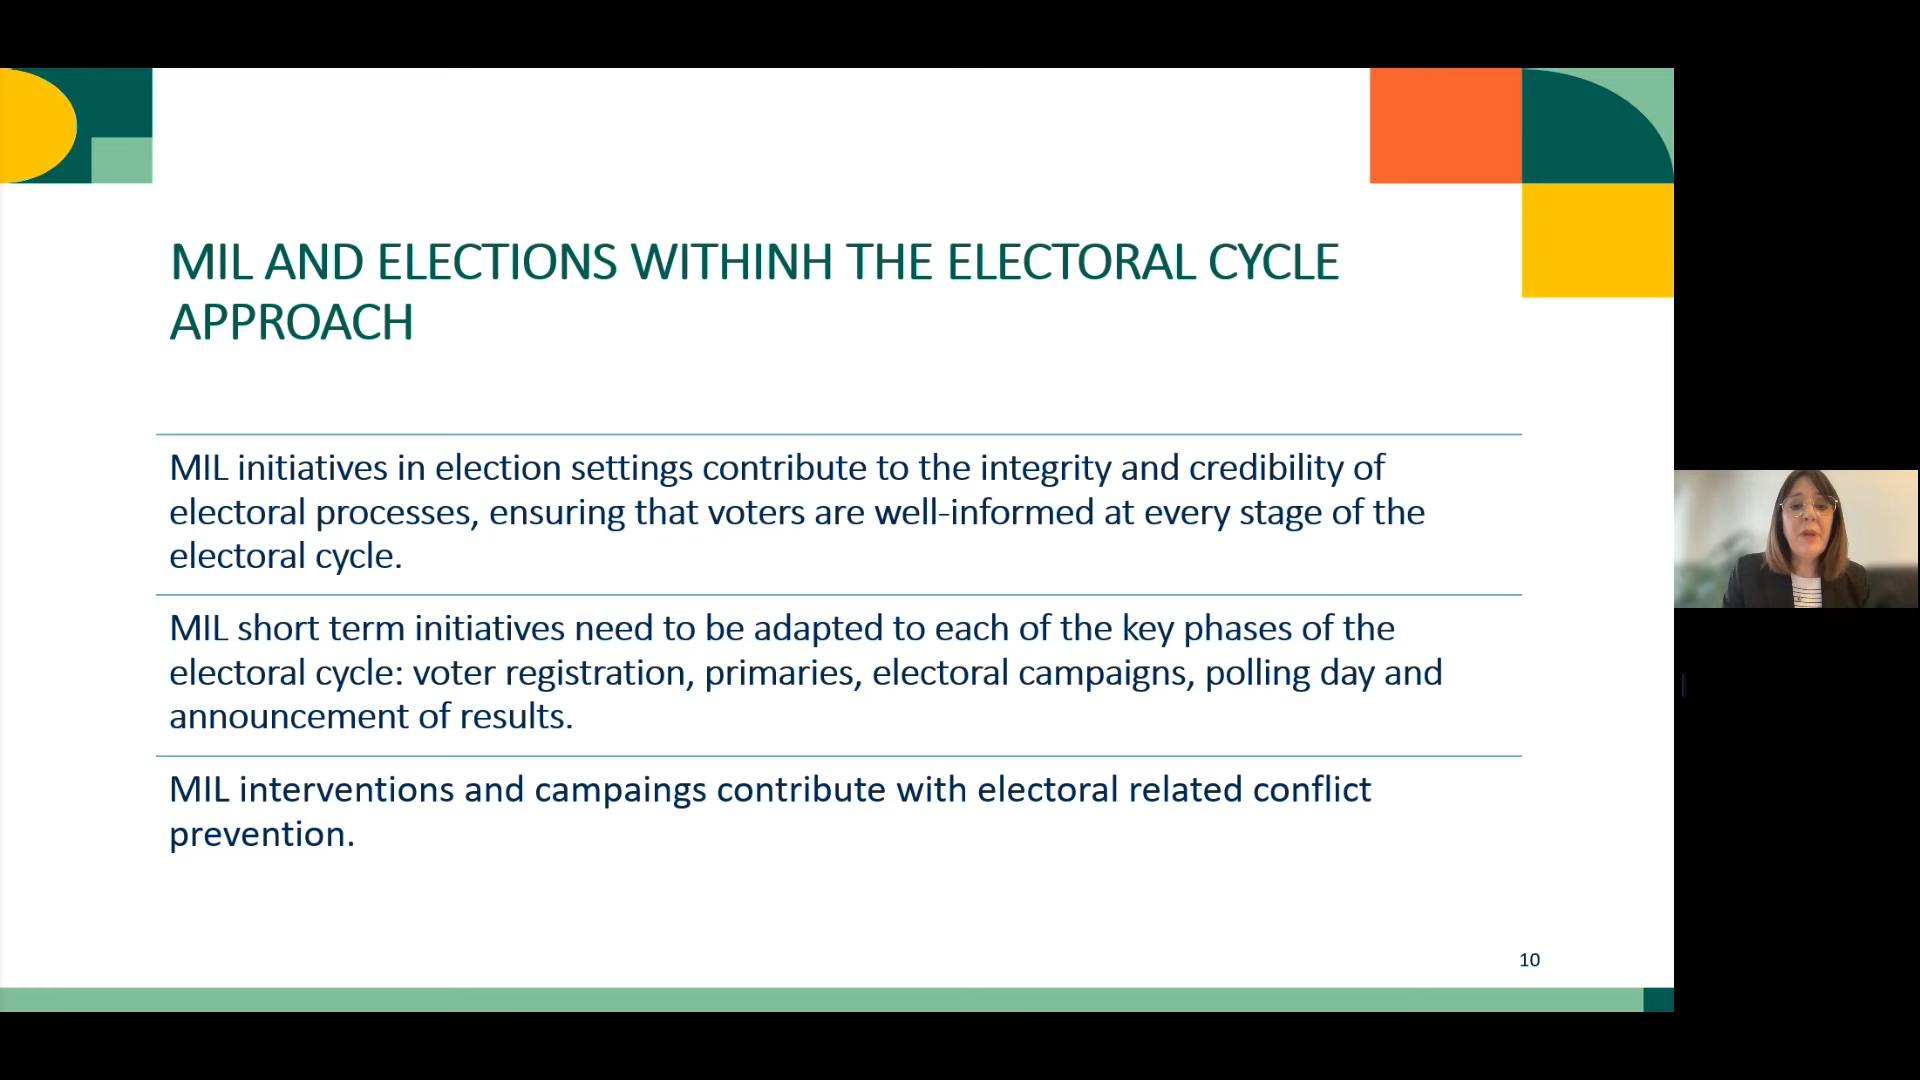 MIL AND ELECTIONS WITHINH THE ELECTORAL CYCLE
APPROACH
MIL initiatives in election settings contribute to the integrity and credibility of
electoral processes, ensuring that voters are well-informed at every stage of the
electoral cycle.
MIL short term initiatives need to be adapted to each of the key phases of the
electoral cycle: voter registration, primaries, electoral campaigns, polling day and
announcement of results.
MIL interventions and campaings contribute with electoral related conflict
prevention.
10